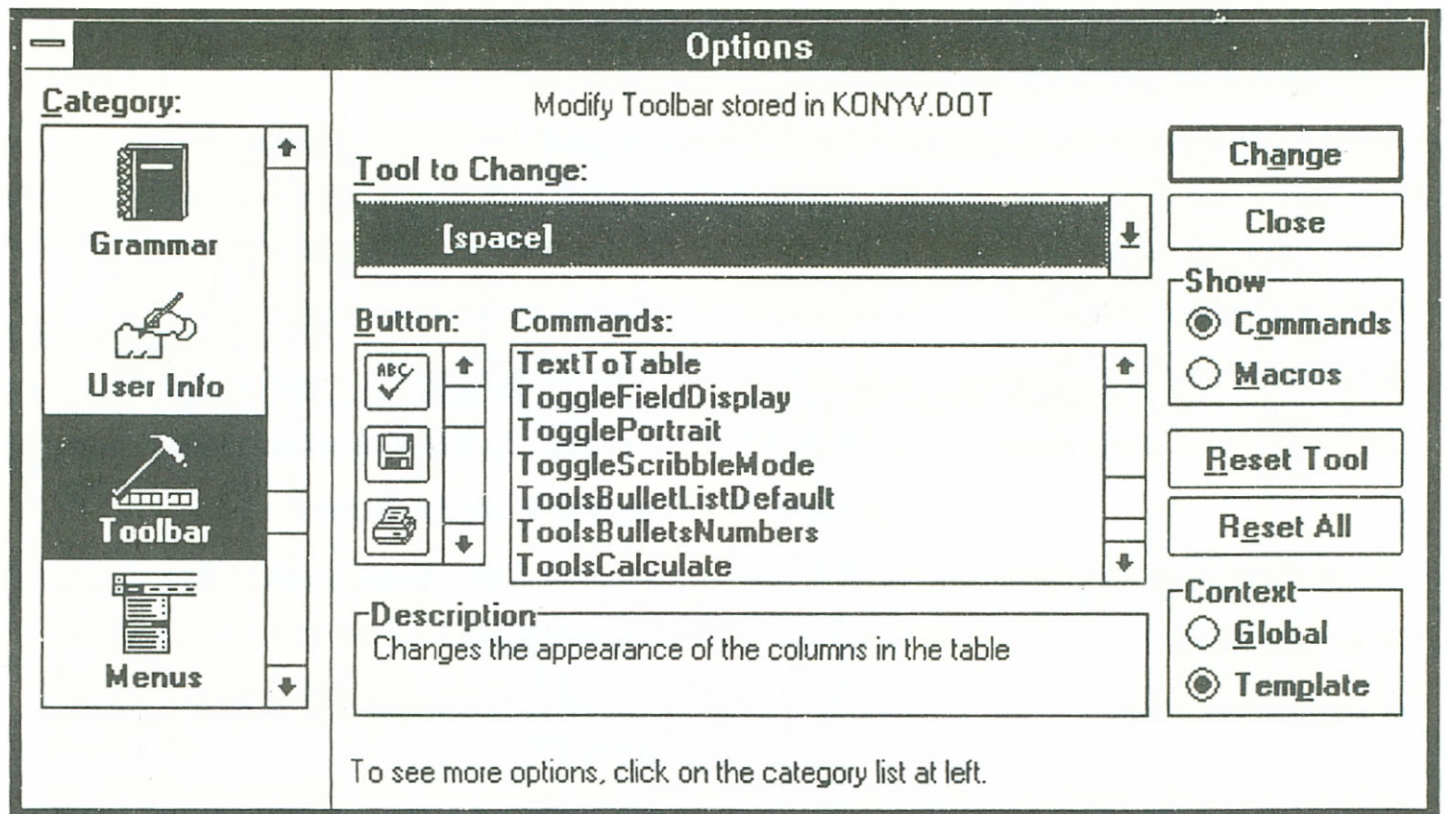 Options
Category:
Grammar
User Info
Toolbar
Menus
Modify Toolbar stored in KONYV.DOT
Tool to Change:
[space]
Button:
ABC
Commands:
TextToTable
ToggleFieldDisplay
TogglePortrait
ToggleScribbleMode
ToolsBulletListDefault
ToolsBulletsNumbers
ToolsCalculate
Description
Changes the appearance of the columns in the table
To see more options, click on the category list at left.
Change
Close
Show
Commands
Macros
Reset Tool
Reset All
Context
Global
Template